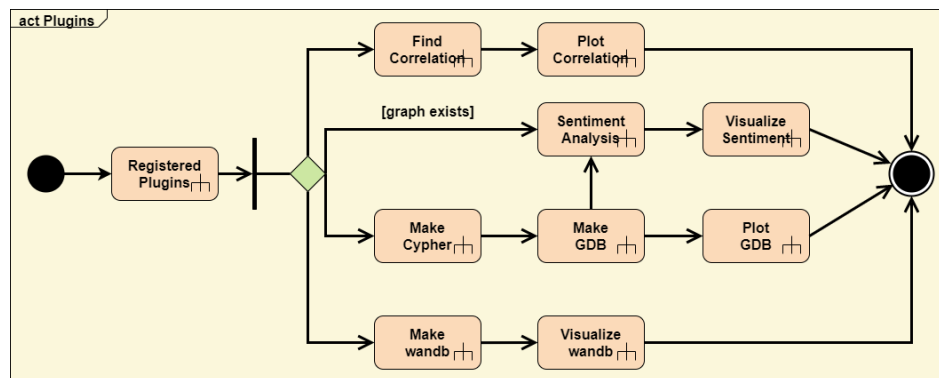 act Plugins
Find
Correlation
Plot
Correlation
[graph exists]
Sentiment
Analysis
Visualize
Sentiment
Registered
Plugins
Make
Cypher
Make
GDB
Plot
GDB
Make
wandb
Visualize
wandb